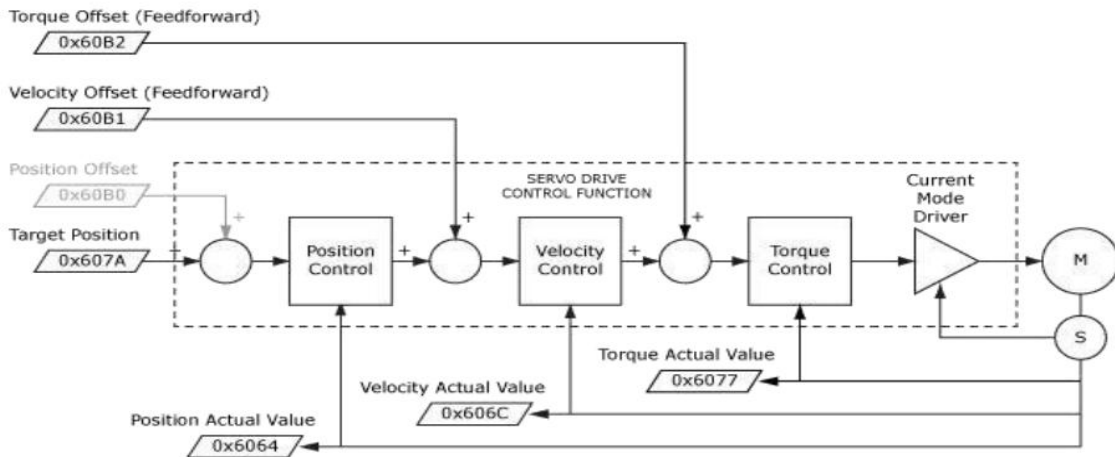 Torque Offset (Feedforward)
0x60B2
Velocity Offset (Feedforward)
0x60B1
Position Offset
0x60B0
+
Target Position
0x607A
+
SERVO DRIVE
CONTROL FUNCTION
Position
Control
+
+
Velocity
Control
+
+
Torque
Control
Current
Mode
Driver
M
S
Torque Actual Value
0x6077
Velocity Actual Value
0x606C
Position Actual Value
0x6064